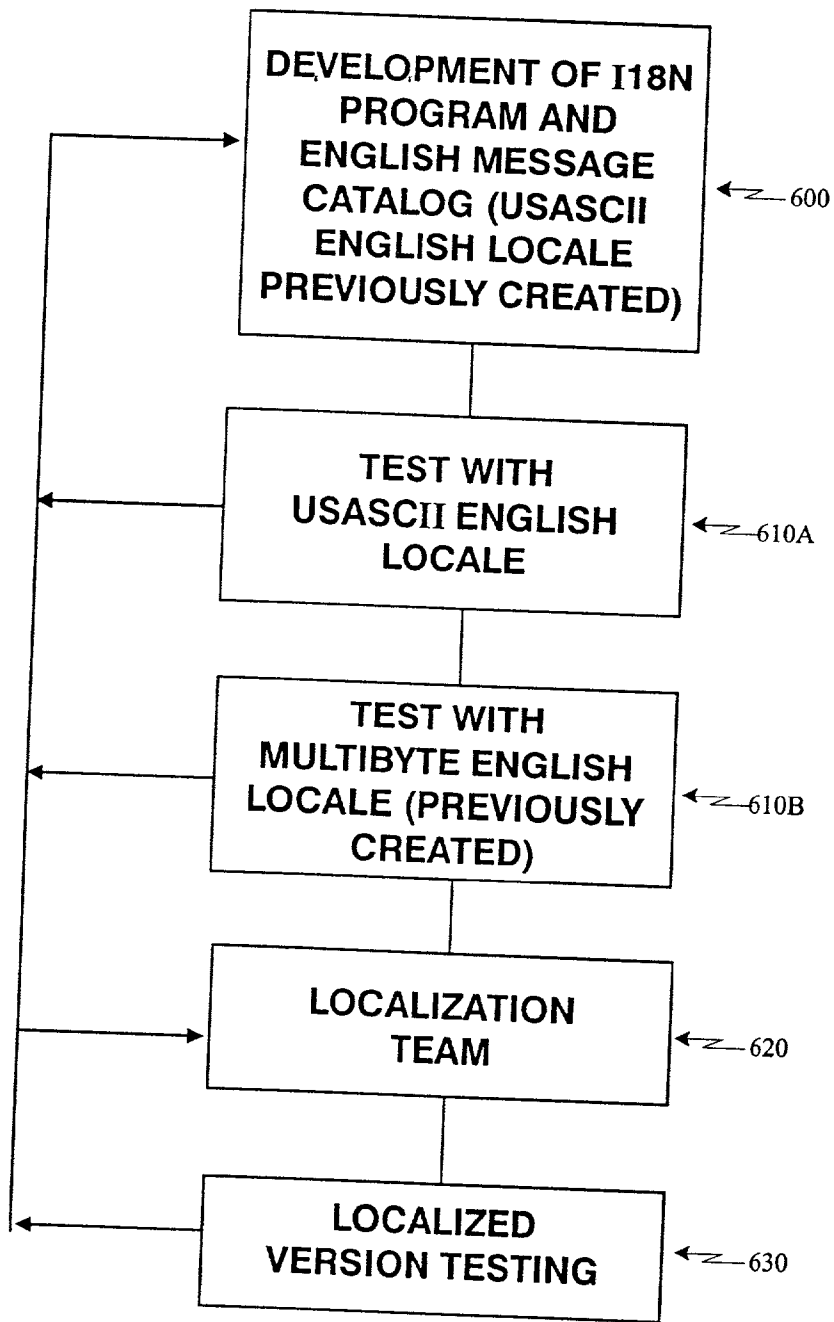 DEVELOPMENT OF I18N
PROGRAM AND
ENGLISH MESSAGE
CATALOG (USASCII
ENGLISH LOCALE
PREVIOUSLY CREATED)
600
TEST WITH
USASCII ENGLISH
LOCALE
610A
TEST WITH
MULTIBYTE ENGLISH
LOCALE (PREVIOUSLY
CREATED)
610B
LOCALIZATION
TEAM
620
LOCALIZED
VERSION TESTING
630